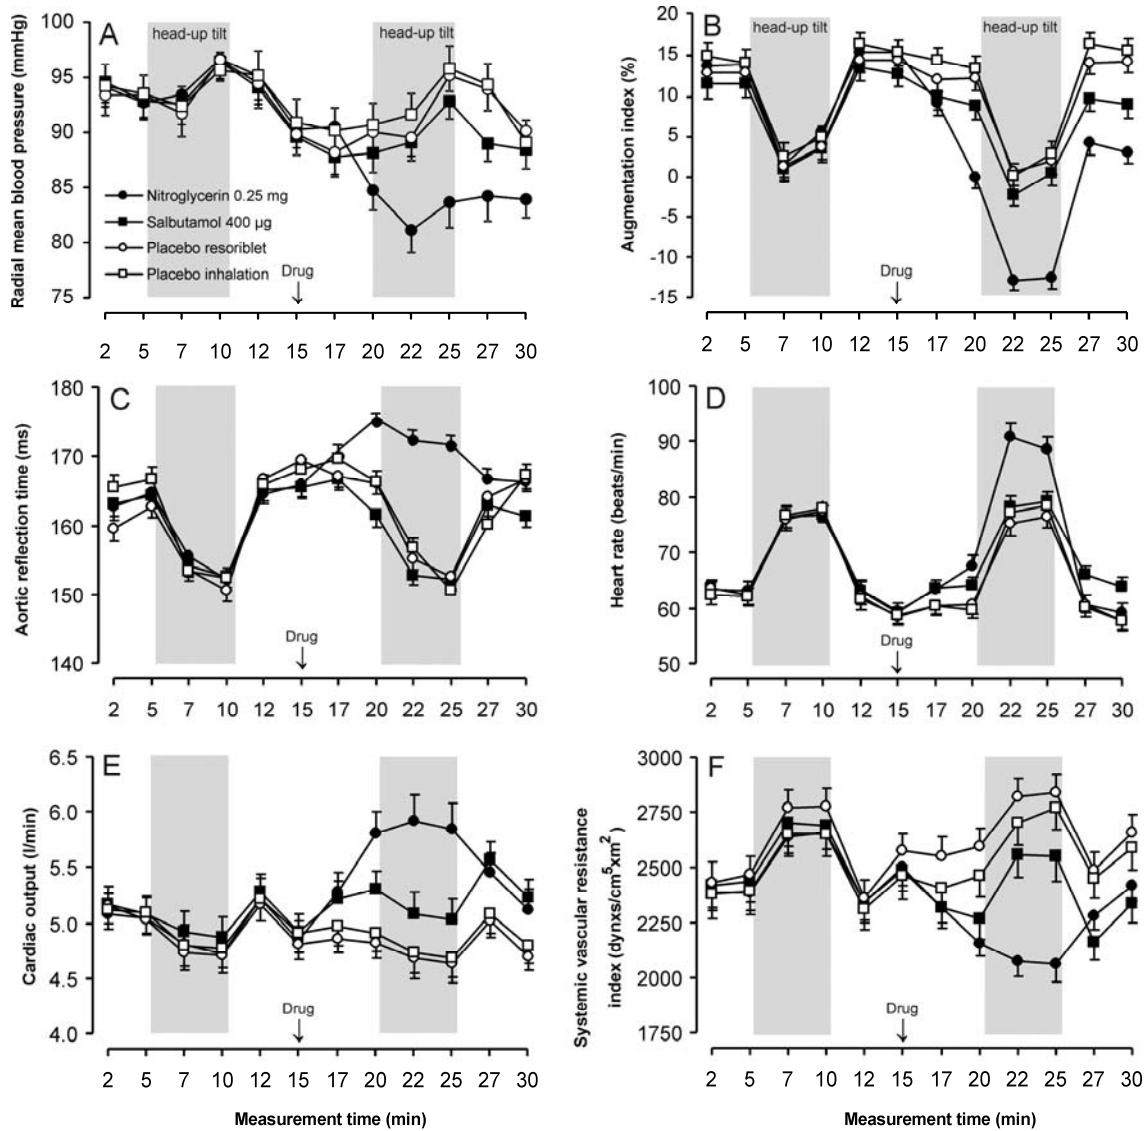 A
head-up tilt
head-up tilt
Radial mean blood pressure (mmHg)
100
95
90
85
80
75
Nitroglycerin 0.25 mg
Salbutamol 400 µg
Placebo resoriblet
Placebo inhalation
Drug
2 5 7 10 12 15 17 20 22 25 27 30
B
head-up tilt
head-up tilt
Augmentation index (%)
20
15
10
5
0
-5
-10
-15
Drug
2 5 7 10 12 15 17 20 22 25 27 30
C
Aortic reflection time (ms)
180
170
160
150
140
Drug
2 5 7 10 12 15 17 20 22 25 27 30
D
Heart rate (beats/min)
100
90
80
70
60
50
Drug
2 5 7 10 12 15 17 20 22 25 27 30
E
Cardiac output (l/min)
6.5
6.0
5.5
5.0
4.5
4.0
Drug
2 5 7 10 12 15 17 20 22 25 27 30
Measurement time (min)
F
Systemic vascular resistance
index (dynxs/cm⁵xm²)
3000
2750
2500
2250
2000
1750
Drug
2 5 7 10 12 15 17 20 22 25 27 30
Measurement time (min)